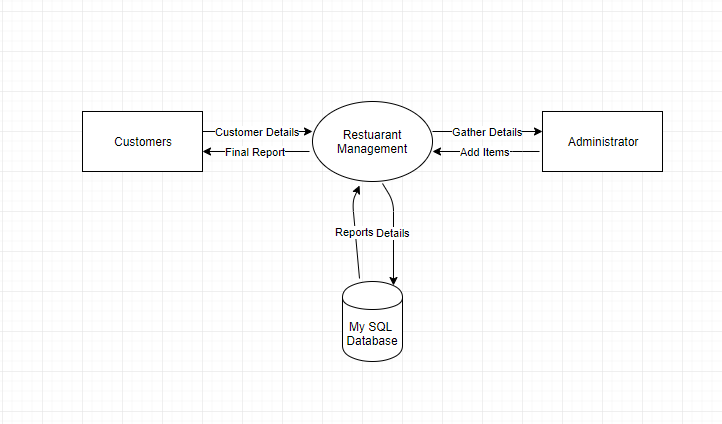 Customer Details
Restuarant
Management
Gather Details
Customers
Administrator
Final Report
Add Items
Reports
Details
My SQL
Database